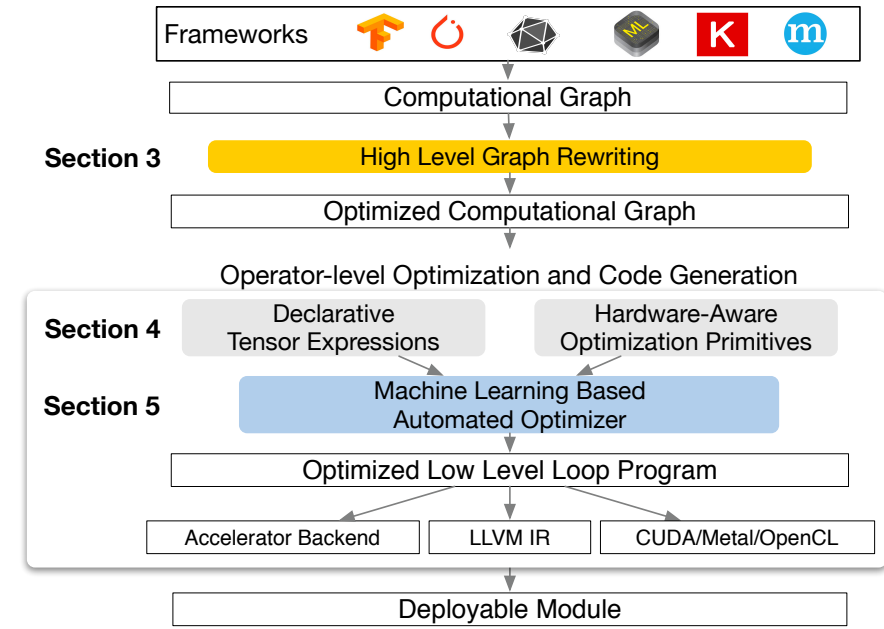 Frameworks
ML
K
m
Computational Graph
Section 3
High Level Graph Rewriting
Optimized Computational Graph
Operator-level Optimization and Code Generation
Section 4
Declarative
Tensor Expressions
Hardware-Aware
Optimization Primitives
Section 5
Machine Learning Based
Automated Optimizer
Optimized Low Level Loop Program
Accelerator Backend
LLVM IR
CUDA/Metal/OpenCL
Deployable Module